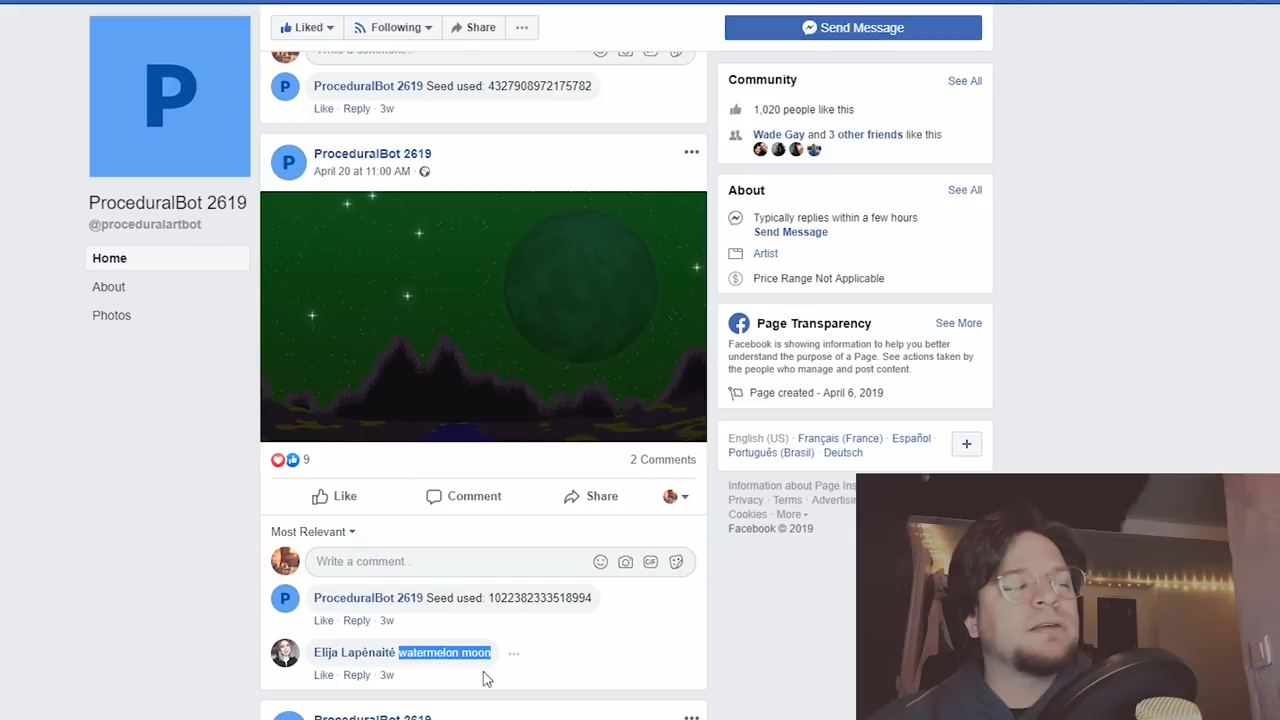 P
ProceduralBot 2619
@proceduralartbot
Home
About
Photos
Liked
Following
Share
Send Message
Write a comment...
P
ProceduralBot 2619 Seed used: 4327908972175782
Like · Reply · 3w
P
ProceduralBot 2619
April 20 at 11:00 AM ·
9
2 Comments
Like
Comment
Share
Most Relevant
Write a comment...
GIF
P
ProceduralBot 2619 Seed used: 1022382333518994
Like · Reply · 3w
Elija Lapėnaitė watermelon moon
Like · Reply · 3w
ProceduralBot 2619
Community
See All
1,020 people like this
Wade Gay and 3 other friends like this
About
See All
Typically replies within a few hours
Send Message
Artist
Price Range Not Applicable
Page Transparency
See More
Facebook is showing information to help you better
understand the purpose of a Page. See actions taken by
the people who manage and post content.
Page created - April 6, 2019
English (US) · Français (France) · Español ·
Português (Brasil) · Deutsch
Information about Page Ins
Privacy · Terms · Advertisin
Cookies · More
Facebook © 2019